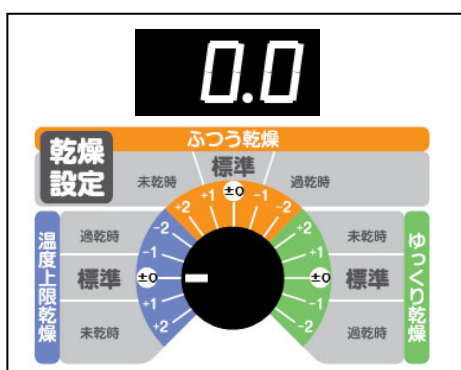 0.0
ふつう乾燥
乾燥
設定
標準
未乾時
過乾時
+2 +1 ±0 -1 -2
温度上限乾燥
過乾時
標準
未乾時
-2
-1
±0
+1
+2
ゆっくり乾燥
未乾時
標準
過乾時
+2
+1
±0
-1
-2